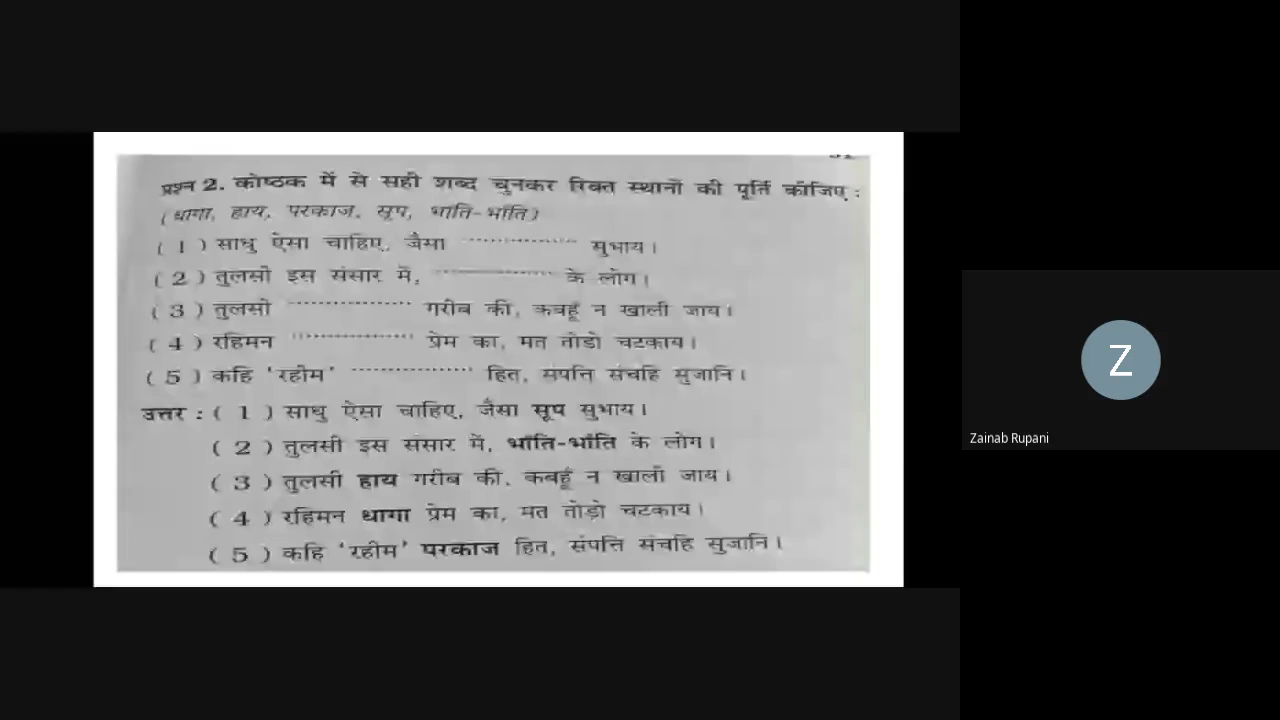 प्रश्न 2. कोष्ठक में से सही शब्द चुनकर रिक्त स्थानों की पूर्ति कीजिए :
(धागा, हाय, परकाज, सूप, भाँति-भाँति)
( 1 ) साधु ऐसा चाहिए, जैसा ................ सुभाय।
( 2 ) तुलसी इस संसार में, ................ के लोग।
( 3 ) तुलसी ................ गरीब की, कबहूँ न खाली जाय।
( 4 ) रहिमन ................ प्रेम का, मत तोड़ो चटकाय।
( 5 ) कहि 'रहीम' ................ हित, संपत्ति संचहि सुजानि।
उत्तर : ( 1 ) साधु ऐसा चाहिए, जैसा सूप सुभाय।
( 2 ) तुलसी इस संसार में, भाँति-भाँति के लोग।
( 3 ) तुलसी हाय गरीब की, कबहूँ न खाली जाय।
( 4 ) रहिमन धागा प्रेम का, मत तोड़ो चटकाय।
( 5 ) कहि 'रहीम' परकाज हित, संपत्ति संचहि सुजानि।
Z
Zainab Rupani